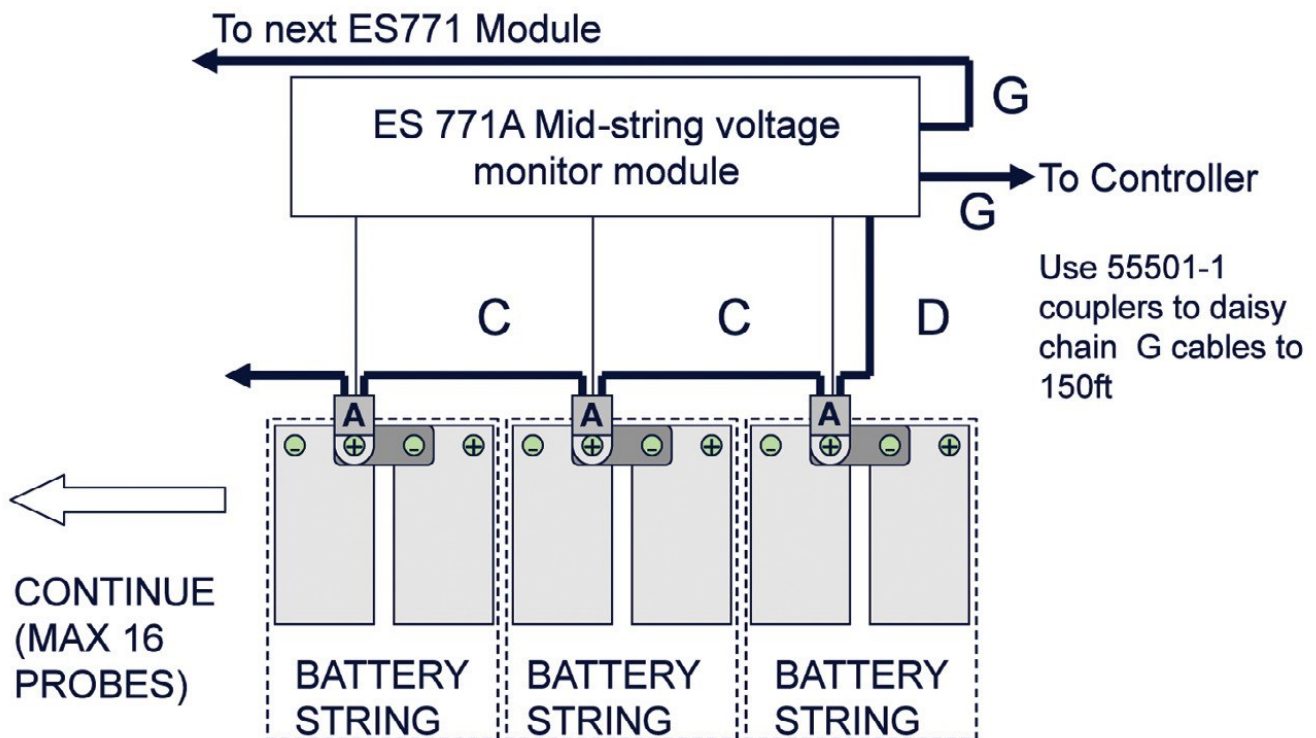 To next ES771 Module
G
ES 771A Mid-string voltage
monitor module
To Controller
G
Use 55501-1
couplers to daisy
chain G cables to
150ft
C
C
D
A
A
A
- + - +
- + - +
- + - +
CONTINUE
(MAX 16
PROBES)
BATTERY
STRING
BATTERY
STRING
BATTERY
STRING